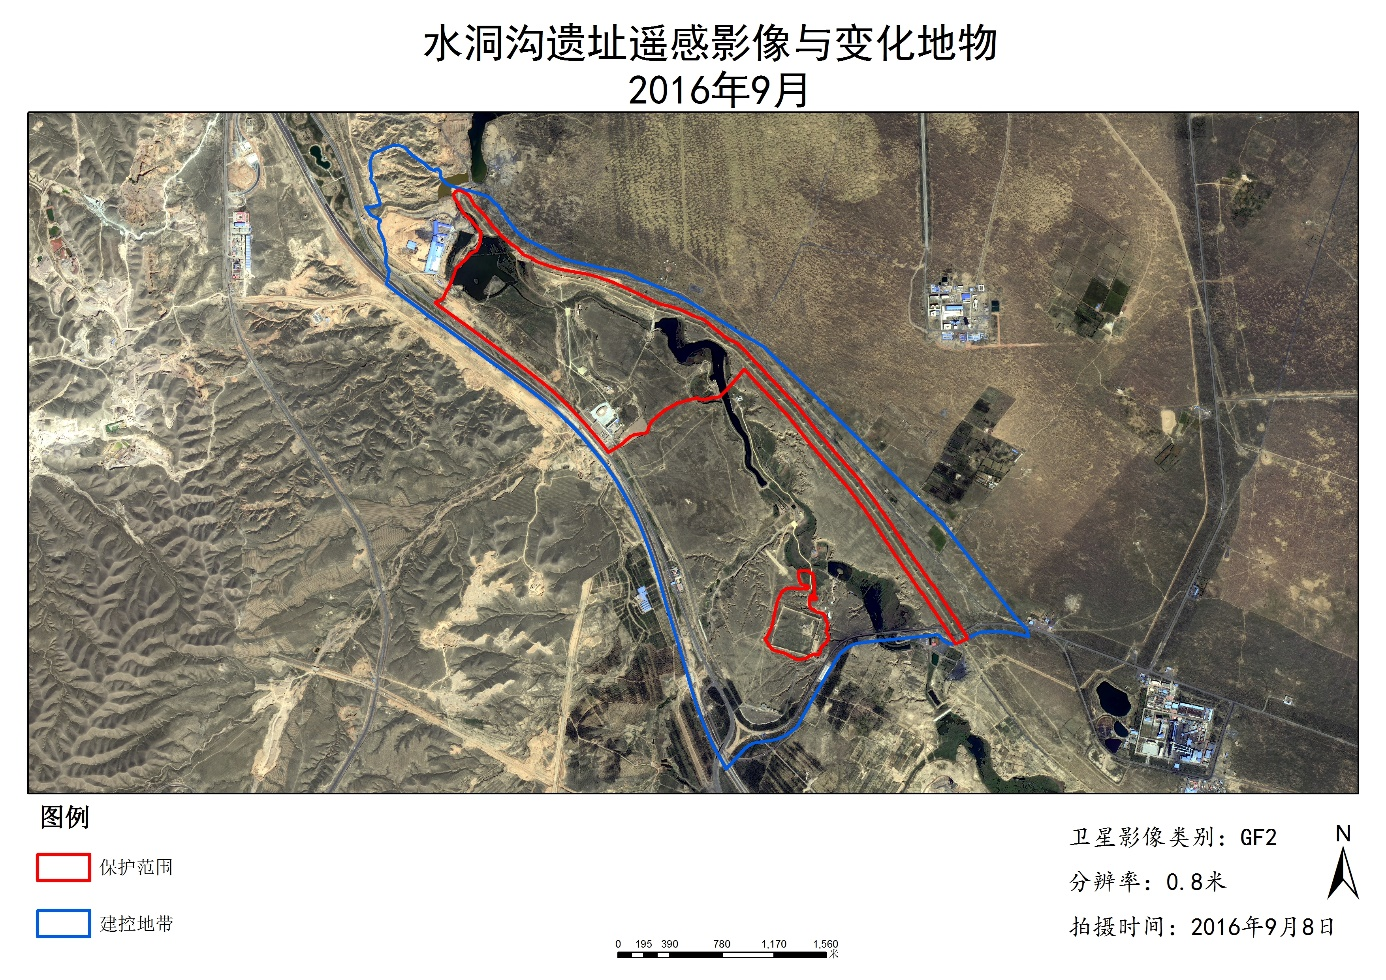 水洞沟遗址遥感影像与变化地物
2016年9月
图例
保护范围
建控地带
卫星影像类别：GF2
分辨率：0.8米
拍摄时间：2016年9月8日
N
0 195 390 780 1,170 1,560
米